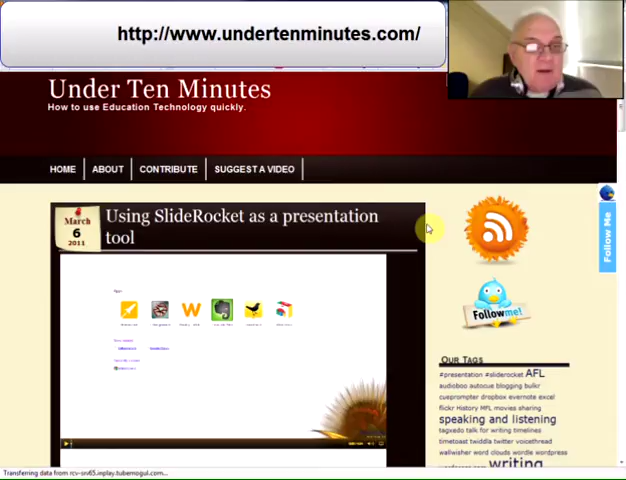 http://www.undertenminutes.com/
Under Ten Minutes
How to use Education Technology quickly.
HOME
ABOUT
CONTRIBUTE
SUGGEST A VIDEO
March
6
2011
Using SlideRocket as a presentation
tool
Follow Me
Follow me!
OUR TAGS
#presentation #sliderocket AFL
audioboo autocue blogging bulkr
cueprompter dropbox evernote excel
flickr History MFL movies sharing
speaking and listening
tagxedo talk for writing timelines
timetoast twiddla twitter voicethread
wallwisher word clouds wordle wordpress
writing
Transferring data from rcv-srv65.inplay.tubemogul.com...